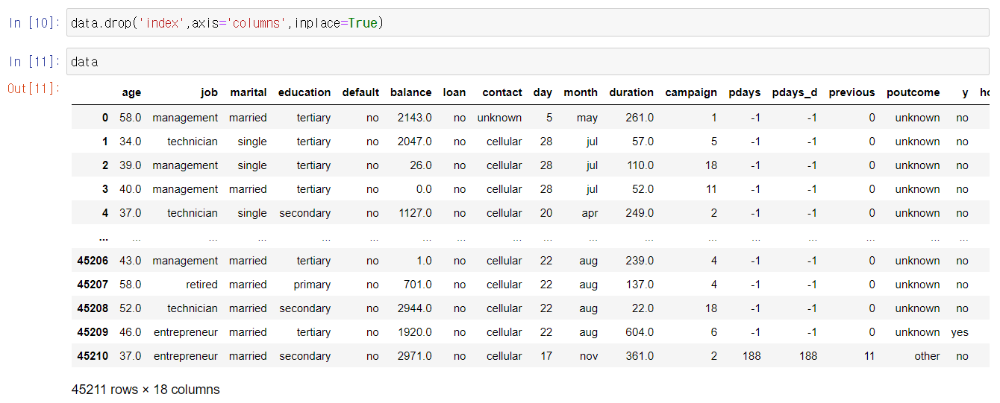 In [10]: data.drop('index',axis='columns',inplace=True)
In [11]: data
Out[11]:
age job marital education default balance loan contact day month duration campaign pdays pdays_d previous poutcome y ho
0 58.0 management married tertiary no 2143.0 no unknown 5 may 261.0 1 -1 -1 0 unknown no
1 34.0 technician single tertiary no 2047.0 no cellular 28 jul 57.0 5 -1 -1 0 unknown no
2 39.0 management single tertiary no 26.0 no cellular 28 jul 110.0 18 -1 -1 0 unknown no
3 40.0 management married tertiary no 0.0 no cellular 28 jul 52.0 11 -1 -1 0 unknown no
4 37.0 technician single secondary no 1127.0 no cellular 20 apr 249.0 2 -1 -1 0 unknown no
... ... ... ... ... ... ... ... ... ... ... ... ... ... ... ... ... ...
45206 43.0 management married tertiary no 1.0 no cellular 22 aug 239.0 4 -1 -1 0 unknown no
45207 58.0 retired married primary no 701.0 no cellular 22 aug 137.0 4 -1 -1 0 unknown no
45208 52.0 technician married secondary no 2944.0 no cellular 22 aug 22.0 18 -1 -1 0 unknown no
45209 46.0 entrepreneur married tertiary no 1920.0 no cellular 22 aug 604.0 6 -1 -1 0 unknown yes
45210 37.0 entrepreneur married secondary no 2971.0 no cellular 17 nov 361.0 2 188 188 11 other no
45211 rows × 18 columns